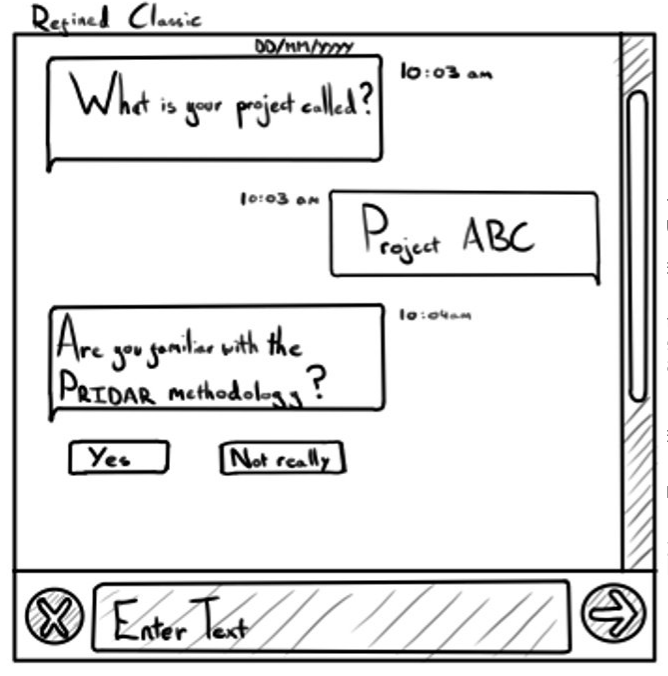 Refined Classic
DD/MM/YYYY
What is your project called?
10:03 am
10:03 am
Project ABC
Are you familiar with the
PRIDAR methodology?
10:04am
Yes
Not really
X
Enter Text